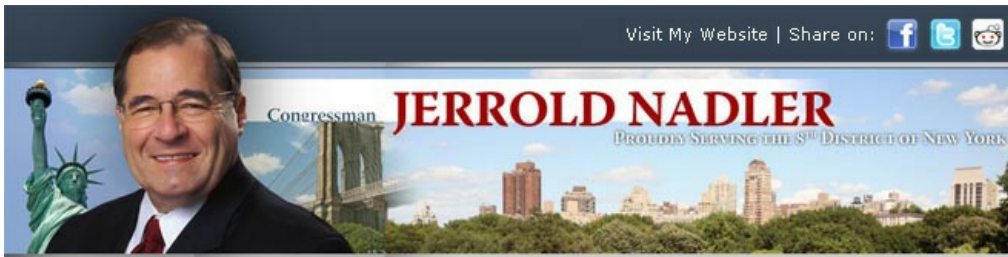 Visit My Website | Share on:
Congressman JERROLD NADLER
PROUDLY SERVING THE 8TH DISTRICT OF NEW YORK